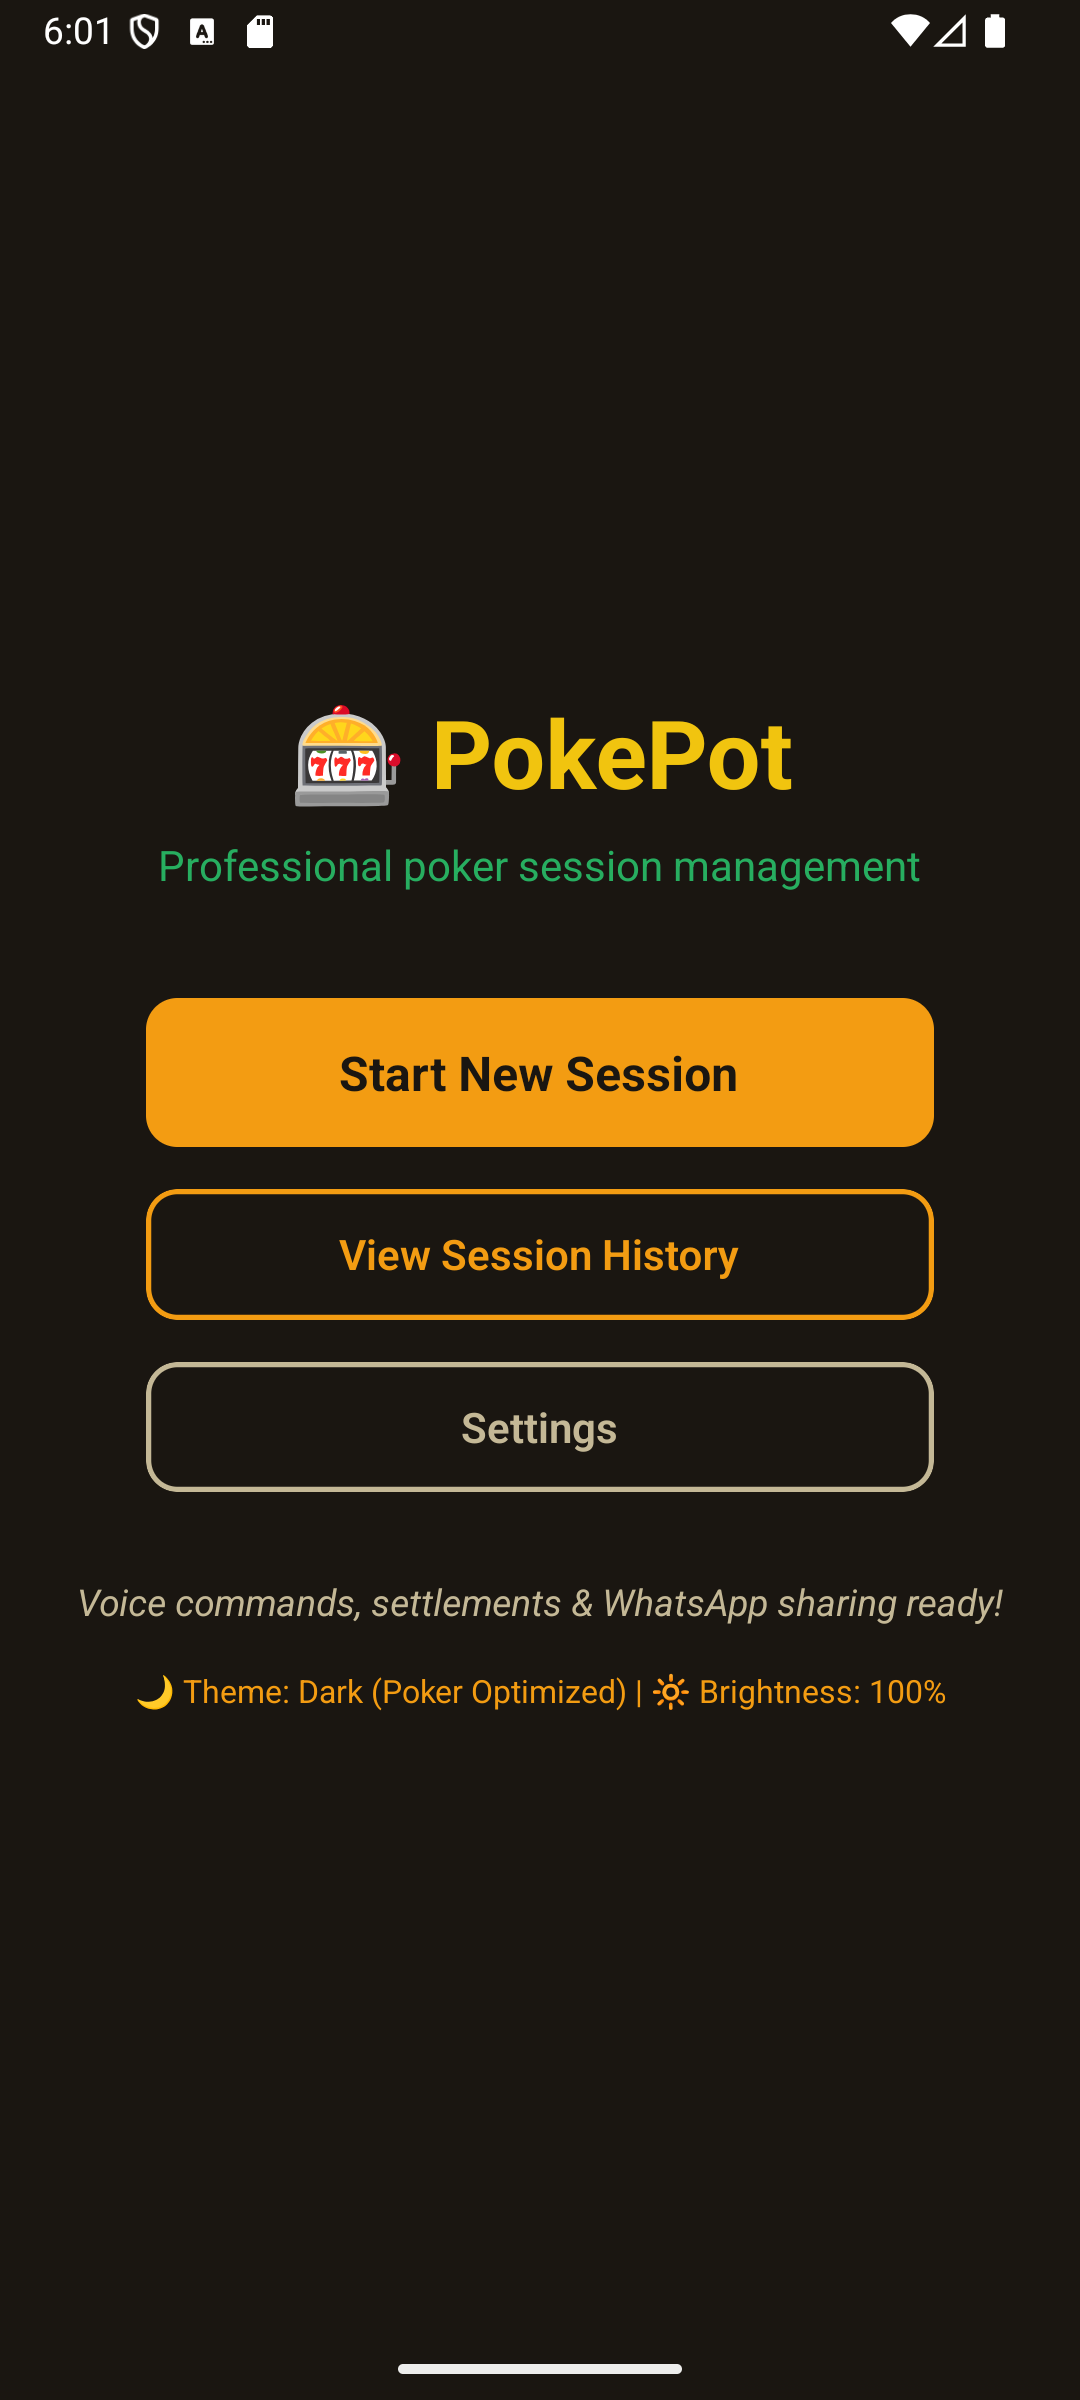 6:01
PokePot
Professional poker session management
Start New Session
View Session History
Settings
Voice commands, settlements & WhatsApp sharing ready!
🌙 Theme: Dark (Poker Optimized) | 🔆 Brightness: 100%